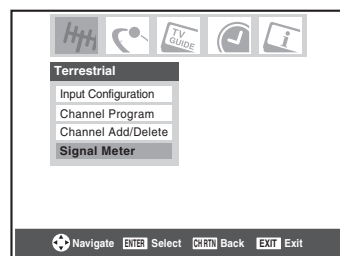 TV
GUIDE
i
Terrestrial
Input Configuration
Channel Program
Channel Add/Delete
Signal Meter
Navigate ENTER Select CH RTN Back EXIT Exit